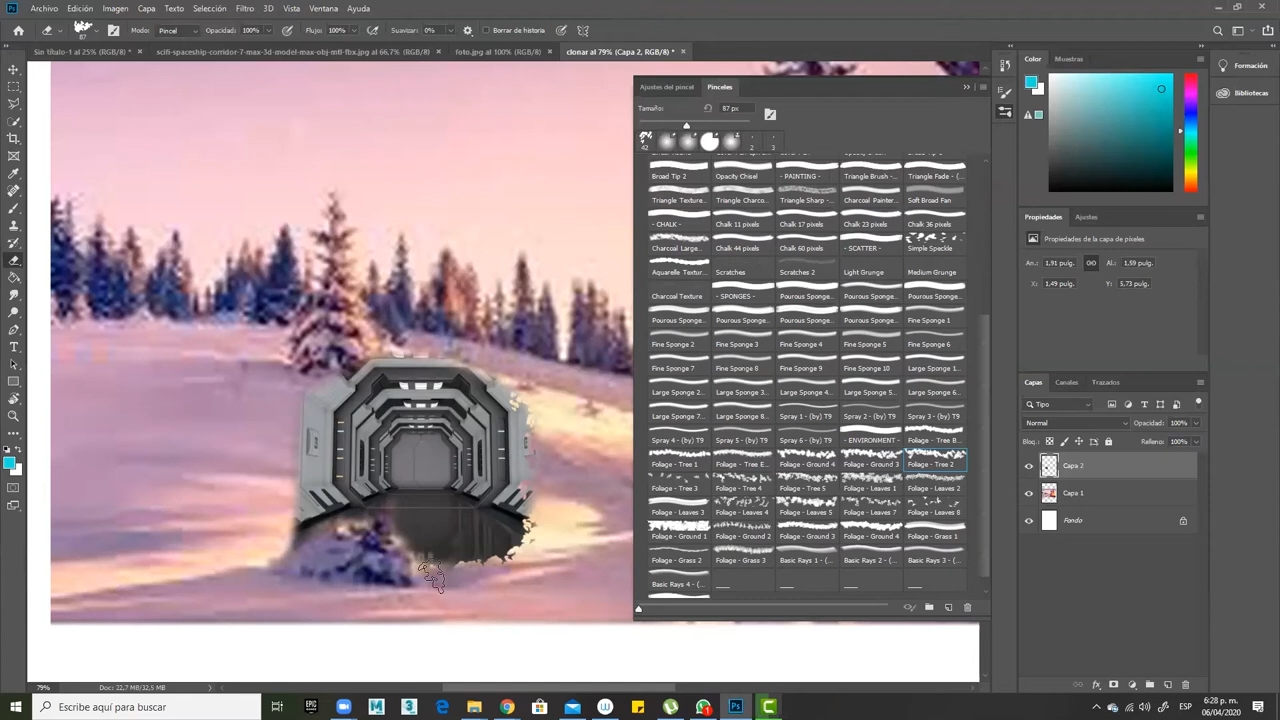 Archivo Edición Imagen Capa Texto Selección Filtro 3D Vista Ventana Ayuda
67 Modo: Pincel Opacidad: 100% Flujo: 100% Suavizar: 0% Borrar de historia
Sin título-1 al 25% (RGB/8) * × scifi-spaceship-corridor-7-max-3d-model-max-obj-mtl-fbx.jpg al 66,7% (RGB/8) × foto.jpg al 100% (RGB/8) × clonar al 79% (Capa 2, RGB/8) * ×
Ajustes del pincel Pinceles
Tamaño: 87 px
42 2 3
Broad Tip 2 Opacity Chisel - PAINTING - Triangle Brush -... Triangle Fade - (...
Triangle Texture... Triangle Charco... Triangle Sharp -... Charcoal Painter... Soft Broad Fan
- CHALK - Chalk 11 pixels Chalk 17 pixels Chalk 23 pixels Chalk 36 pixels
Charcoal Large... Chalk 44 pixels Chalk 60 pixels - SCATTER - Simple Speckle
Aquarelle Textur... Scratches Scratches 2 Light Grunge Medium Grunge
Charcoal Texture - SPONGES - Pourous Sponge... Pourous Sponge... Pourous Sponge...
Pourous Sponge... Pourous Sponge... Pourous Sponge... Pourous Sponge... Fine Sponge 1
Fine Sponge 2 Fine Sponge 3 Fine Sponge 4 Fine Sponge 5 Fine Sponge 6
Fine Sponge 7 Fine Sponge 8 Fine Sponge 9 Fine Sponge 10 Large Sponge 1...
Large Sponge 2... Large Sponge 3... Large Sponge 4... Large Sponge 5... Large Sponge 6...
Large Sponge 7... Large Sponge 8... Spray 1 - (by) T9 Spray 2 - (by) T9 Spray 3 - (by) T9
Spray 4 - (by) T9 Spray 5 - (by) T9 Spray 6 - (by) T9 - ENVIRONMENT - Foliage - Tree B...
Foliage - Tree 1 Foliage - Tree E... Foliage - Ground 4 Foliage - Ground 3 Foliage - Tree 2
Foliage - Tree 3 Foliage - Tree 4 Foliage - Tree 5 Foliage - Leaves 1 Foliage - Leaves 2
Foliage - Leaves 3 Foliage - Leaves 4 Foliage - Leaves 5 Foliage - Leaves 7 Foliage - Leaves 8
Foliage - Ground 1 Foliage - Ground 2 Foliage - Ground 3 Foliage - Ground 4 Foliage - Grass 1
Foliage - Grass 2 Foliage - Grass 3 Basic Rays 1 - (... Basic Rays 2 - (... Basic Rays 3 - (...
Basic Rays 4 - (...
Color Muestras
Formación
Bibliotecas
Propiedades Ajustes
Propiedades de la capa de píxeles
An.: 1,91 pulg. Al.: 1,59 pulg.
X: 1,49 pulg. Y: 5,73 pulg.
Capas Canales Trazados
Tipo
Normal Opacidad: 100%
Bloq.: Relleno: 100%
Capa 2
Capa 1
Fondo
79% Doc: 22,7 MB/32,5 MB
Escribe aquí para buscar
ESP 6:28 p. m.
06/04/2020